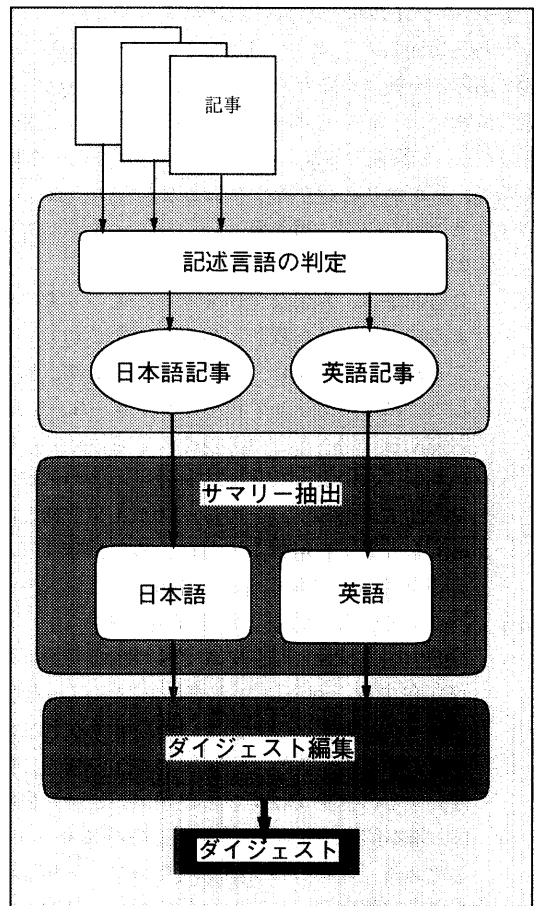 記事
記述言語の判定
日本語記事 英語記事
サマリー抽出
日本語 英語
ダイジェスト編集
ダイジェスト